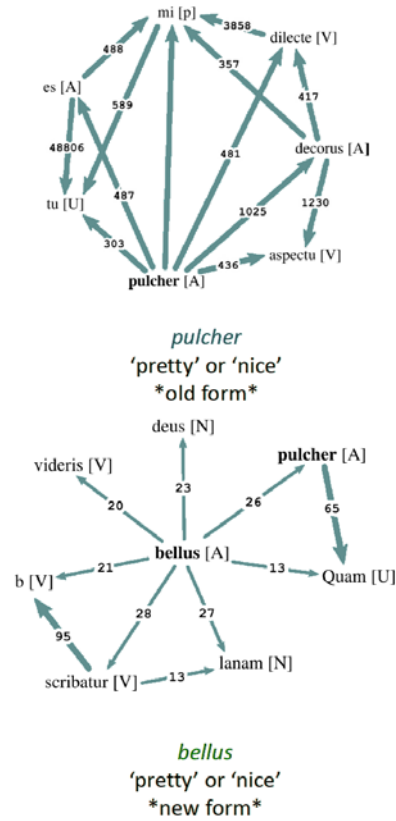 mi [p]
3858
dilecte [V]
488
357
es [A]
589
417
48806
481
decorus [A]
487
tu [U]
1025
1230
303
436
aspectu [V]
pulcher [A]
pulcher
‘pretty’ or ‘nice’
*old form*
deus [N]
pulcher [A]
videris [V]
23
26
65
20
bellus [A]
21
13
Quam [U]
b [V]
28
27
95
lanam [N]
13
scribatur [V]
bellus
‘pretty’ or ‘nice’
*new form*